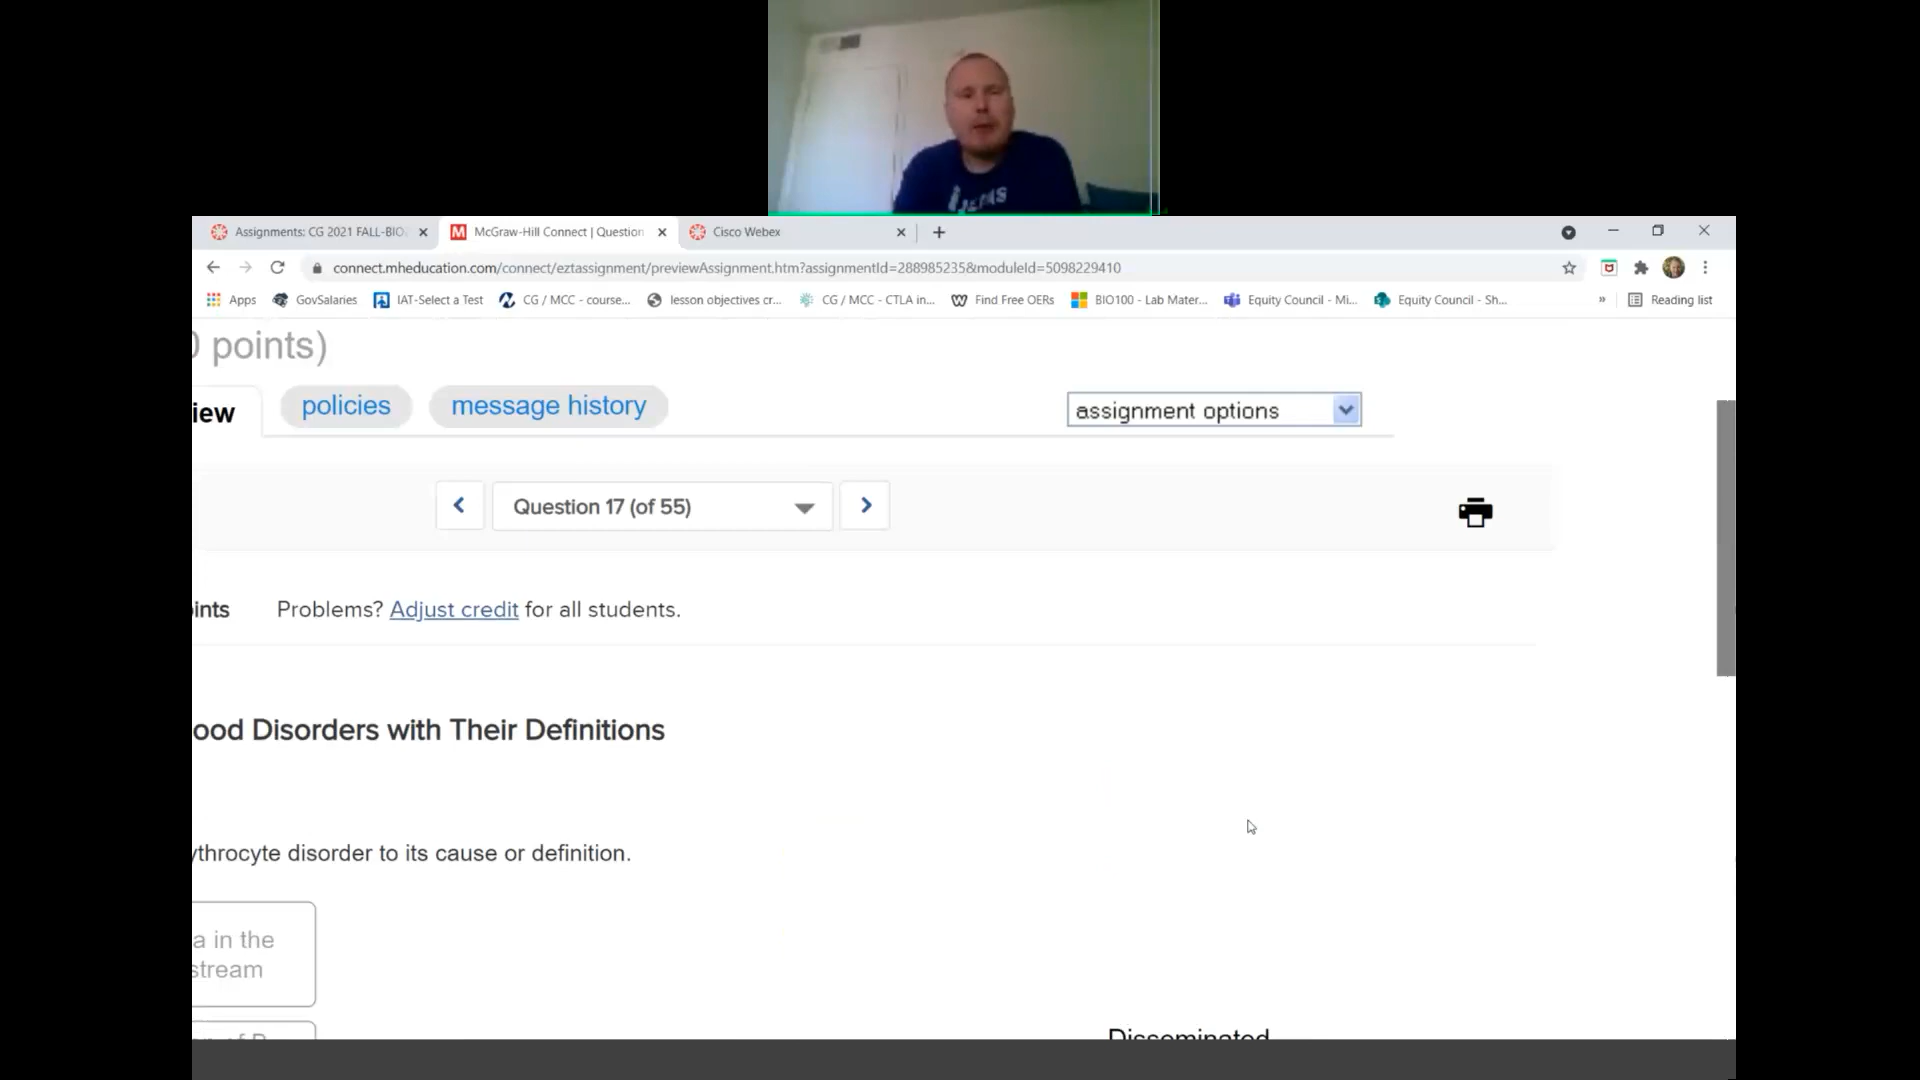 Assignments: CG 2021 FALL-BIO
McGraw-Hill Connect | Question
Cisco Webex
connect.mheducation.com/connect/eztassignment/previewAssignment.htm?assignmentId=288985235&moduleId=5098229410
Apps
GovSalaries
IAT-Select a Test
CG / MCC - course...
lesson objectives cr...
CG / MCC - CTLA in...
Find Free OERs
BIO100 - Lab Mater...
Equity Council - Mi...
Equity Council - Sh...
»
Reading list
points)
iew
policies
message history
assignment options
Question 17 (of 55)
ints
Problems? Adjust credit for all students.
ood Disorders with Their Definitions
ythrocyte disorder to its cause or definition.
a in the
stream
Disseminated